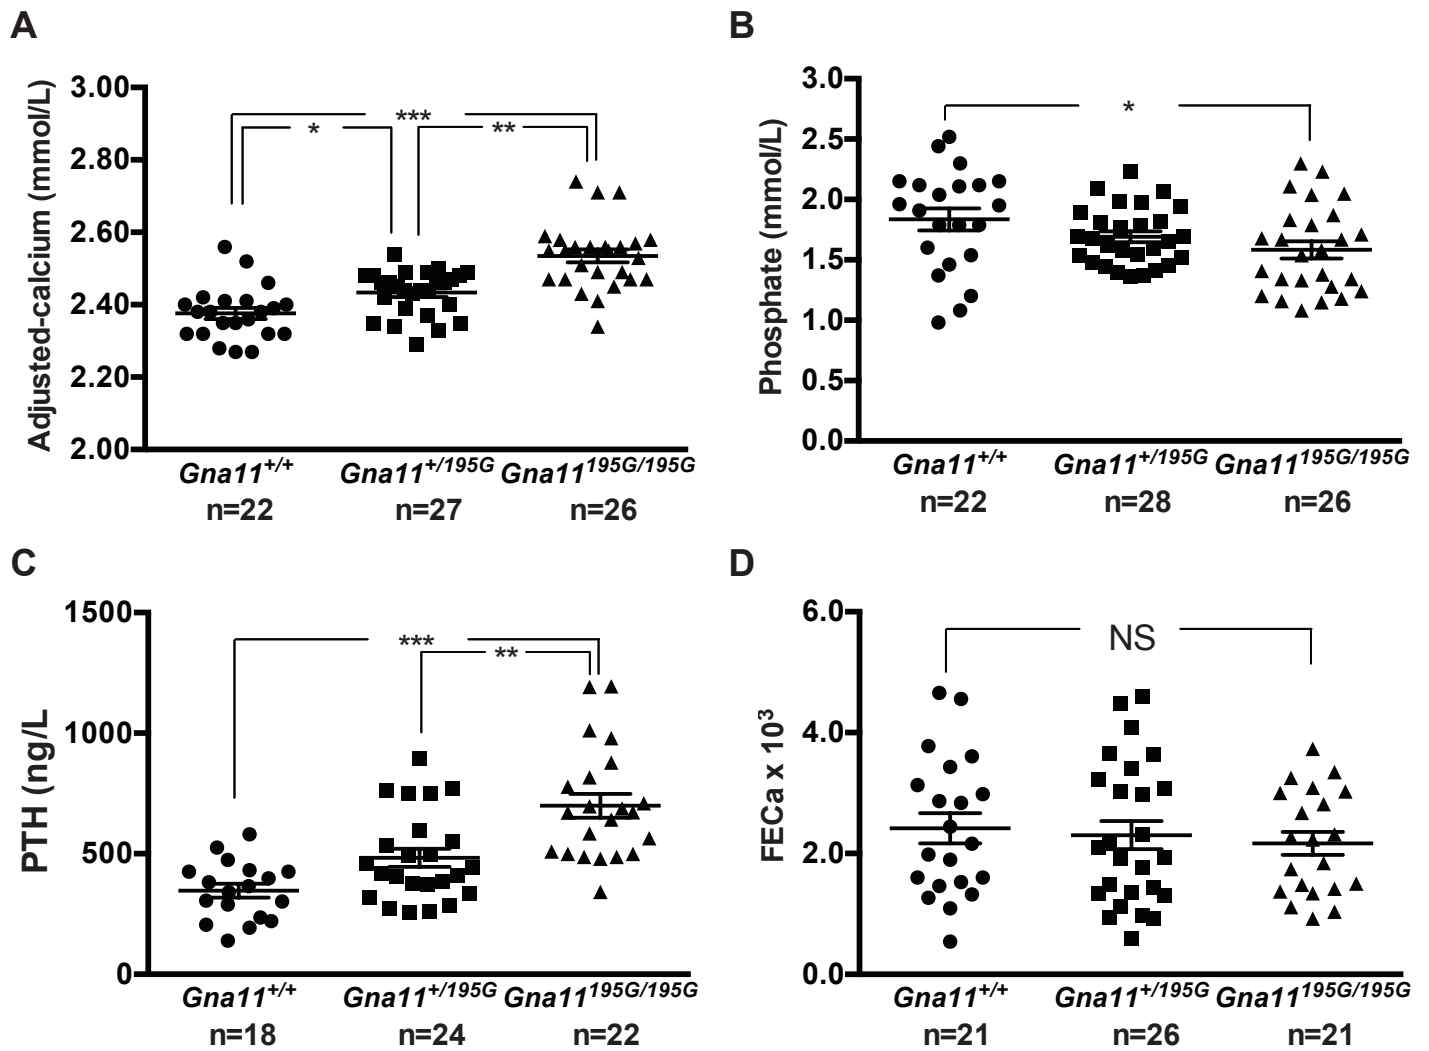 A
Adjusted-calcium (mmol/L)
3.00
2.80
2.60
2.40
2.20
2.00
***
*
**
Gna11+/+
Gna11+/195G
Gna11195G/195G
n=22
n=27
n=26
B
Phosphate (mmol/L)
3.0
2.5
2.0
1.5
1.0
0.5
0.0
*
Gna11+/+
Gna11+/195G
Gna11195G/195G
n=22
n=28
n=26
C
PTH (ng/L
1500
1000
500
0
***
**
Gna11+/+
Gna11+/195G
Gna11195G/195G
n=18
n=24
n=22
D
FECa x 10³
6.0
4.0
2.0
0.0
NS
Gna11+/+
Gna11+/195G
Gna11195G/195G
n=21
n=26
n=21